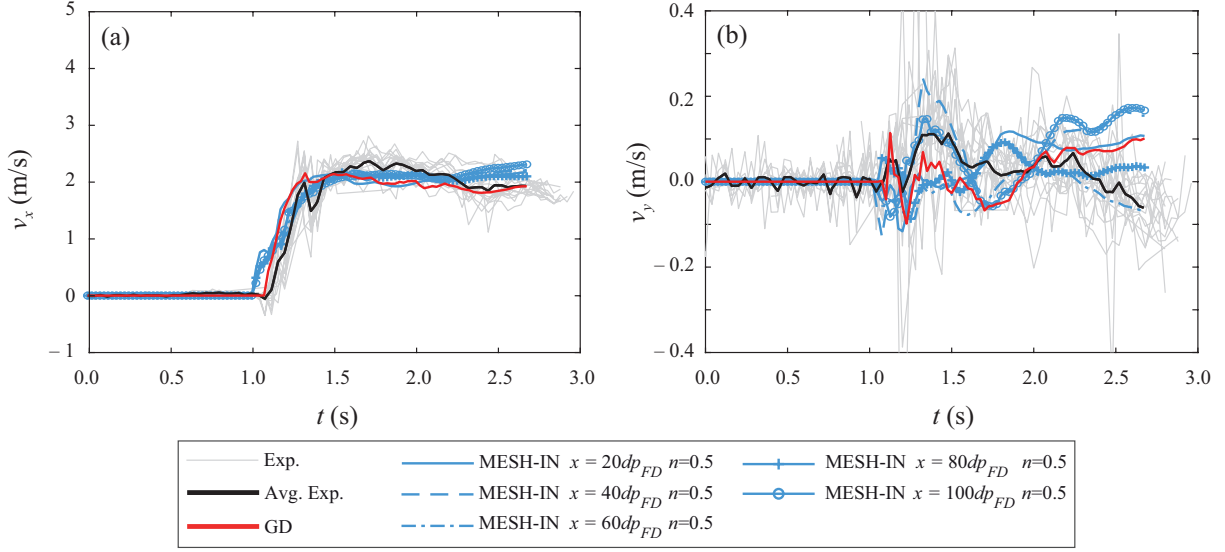 (a)
5
4
3
2
1
0
– 1
v_x (m/s)
0.0 0.5 1.0 1.5 2.0 2.5 3.0
t (s)
(b)
0.4
0.2
0.0
– 0.2
– 0.4
v_y (m/s)
0.0 0.5 1.0 1.5 2.0 2.5 3.0
t (s)
Exp.
Avg. Exp.
GD
MESH-IN x = 20dp_FD n=0.5
MESH-IN x = 40dp_FD n=0.5
MESH-IN x = 60dp_FD n=0.5
MESH-IN x = 80dp_FD n=0.5
MESH-IN x = 100dp_FD n=0.5